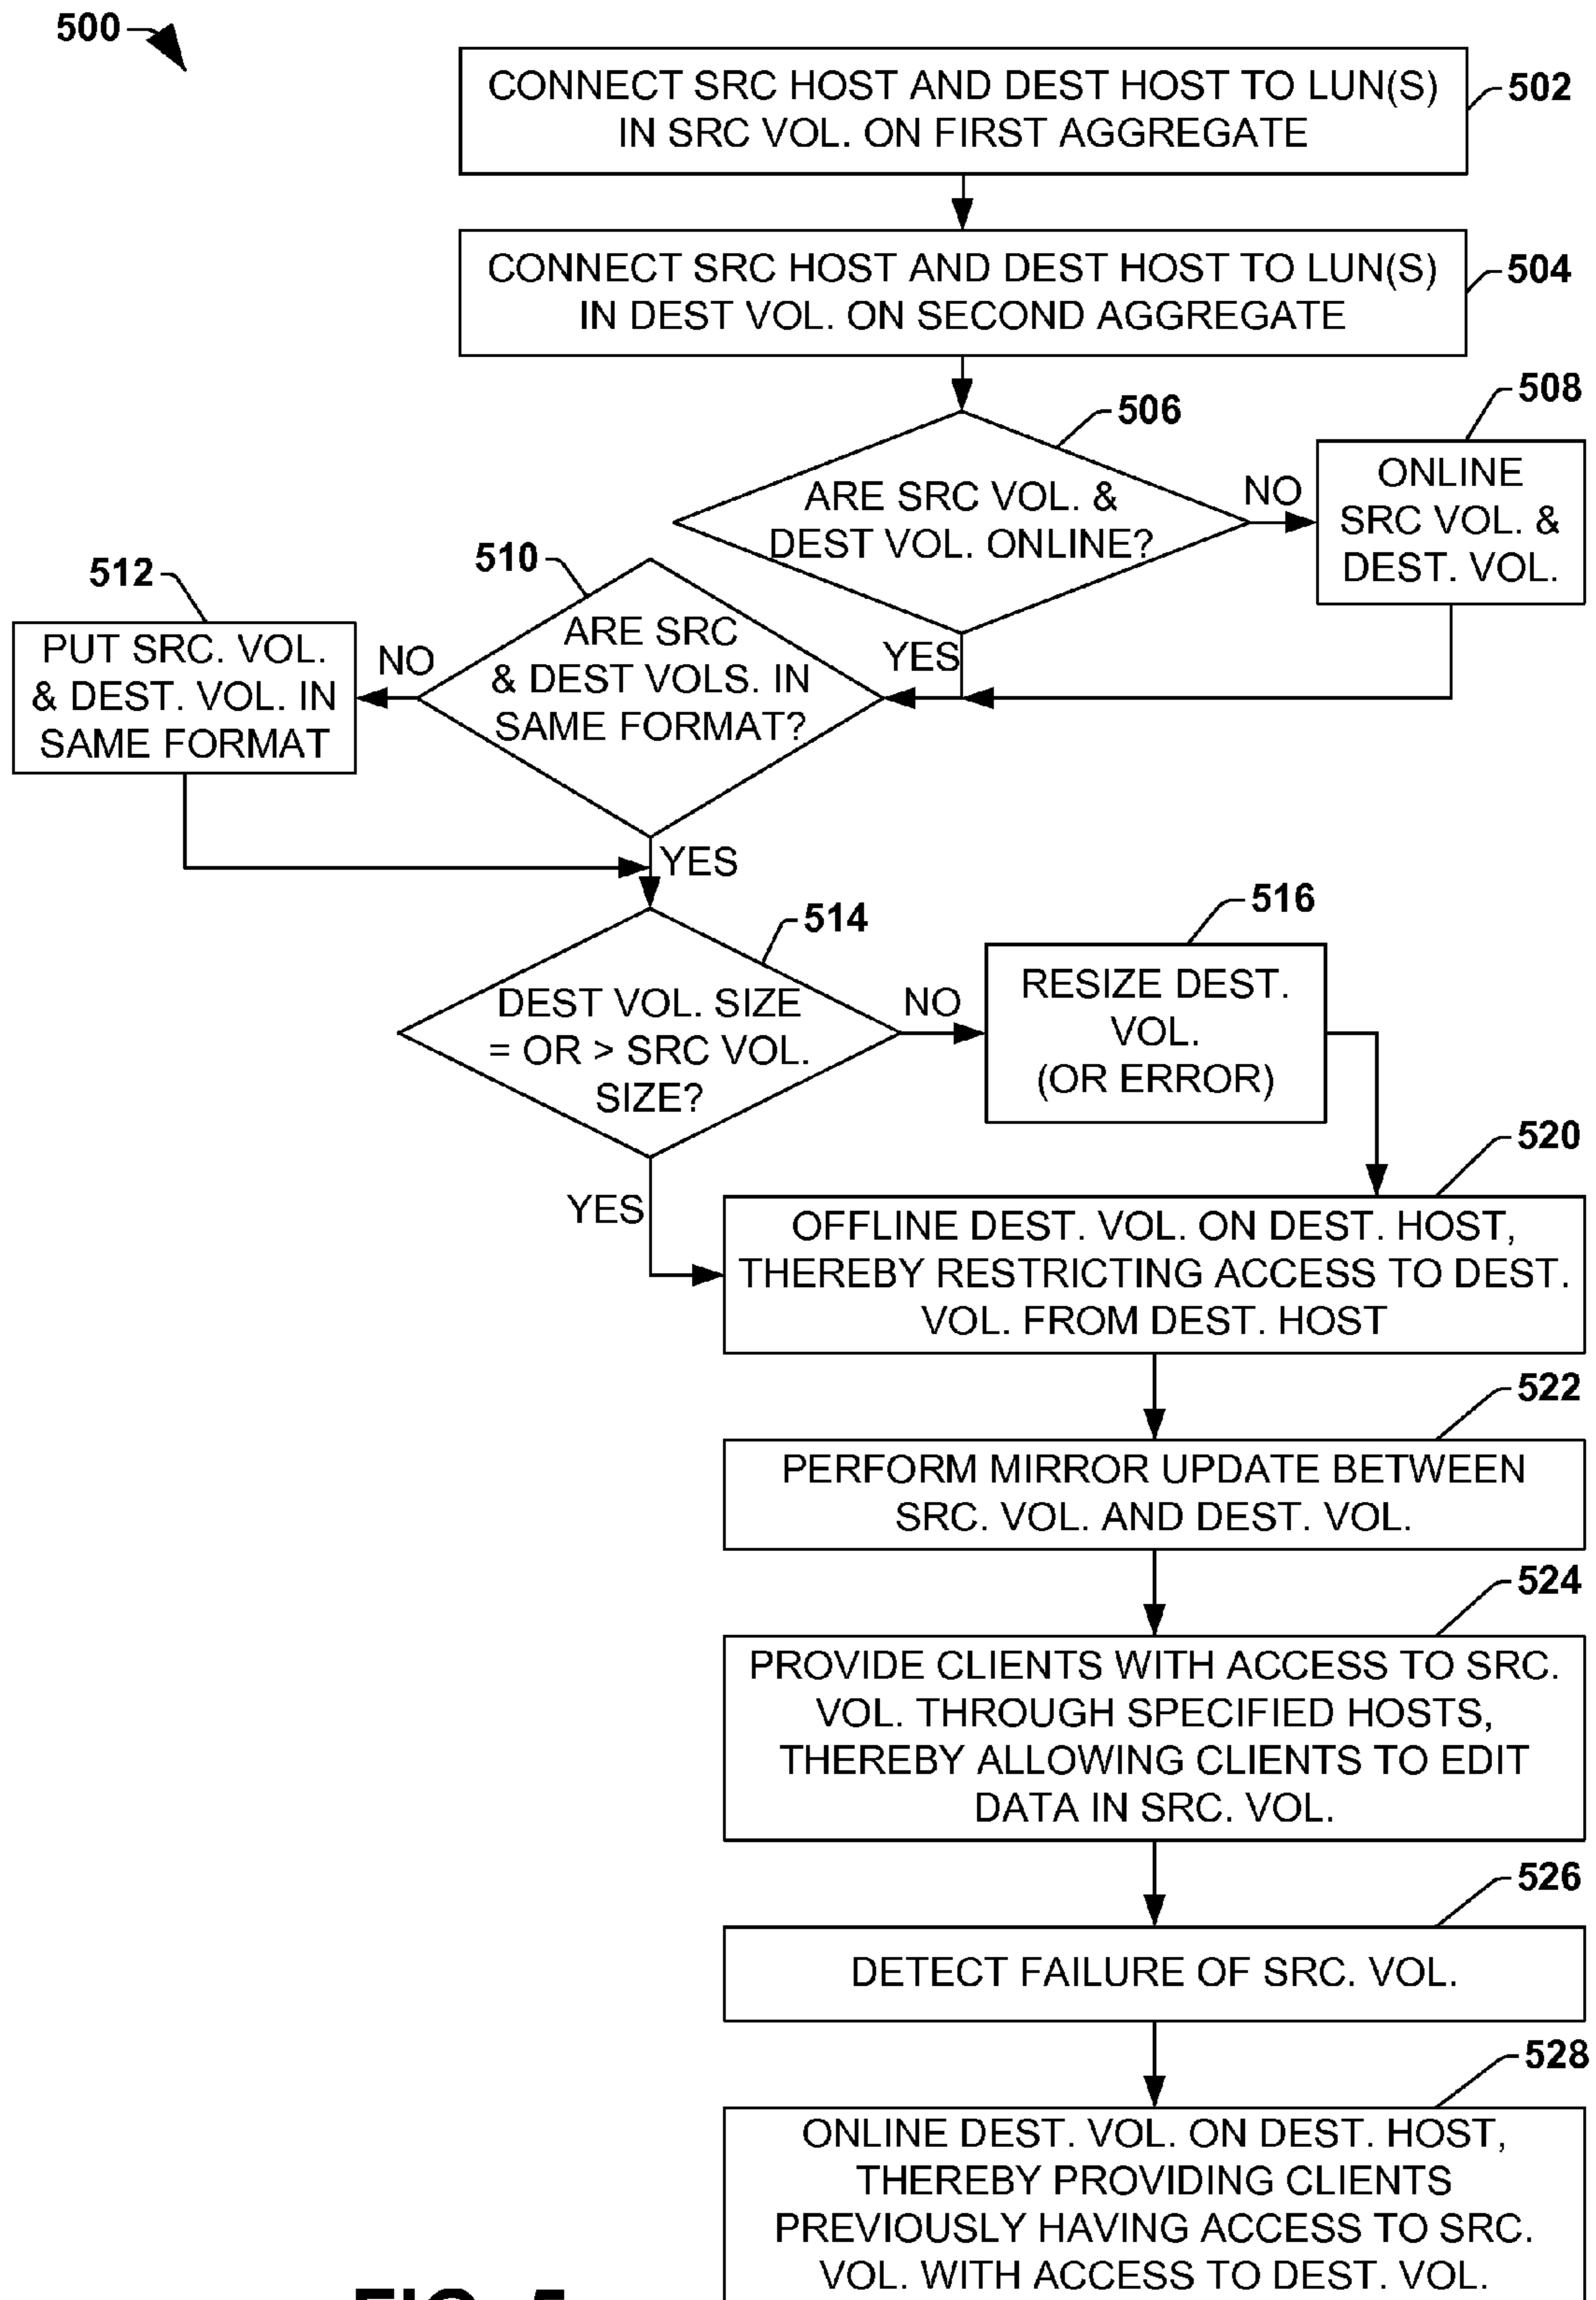 500
CONNECT SRC HOST AND DEST HOST TO LUN(S)
IN SRC VOL. ON FIRST AGGREGATE
502
CONNECT SRC HOST AND DEST HOST TO LUN(S)
IN DEST VOL. ON SECOND AGGREGATE
504
506
ARE SRC VOL. &
DEST VOL. ONLINE?
NO
508
ONLINE
SRC VOL. &
DEST. VOL.
YES
510
ARE SRC
& DEST VOLS. IN
SAME FORMAT?
NO
512
PUT SRC. VOL.
& DEST. VOL. IN
SAME FORMAT
YES
514
DEST VOL. SIZE
= OR > SRC VOL.
SIZE?
NO
516
RESIZE DEST.
VOL.
(OR ERROR)
YES
520
OFFLINE DEST. VOL. ON DEST. HOST,
THEREBY RESTRICTING ACCESS TO DEST.
VOL. FROM DEST. HOST
522
PERFORM MIRROR UPDATE BETWEEN
SRC. VOL. AND DEST. VOL.
524
PROVIDE CLIENTS WITH ACCESS TO SRC.
VOL. THROUGH SPECIFIED HOSTS,
THEREBY ALLOWING CLIENTS TO EDIT
DATA IN SRC. VOL.
526
DETECT FAILURE OF SRC. VOL.
528
ONLINE DEST. VOL. ON DEST. HOST,
THEREBY PROVIDING CLIENTS
PREVIOUSLY HAVING ACCESS TO SRC.
VOL. WITH ACCESS TO DEST. VOL.